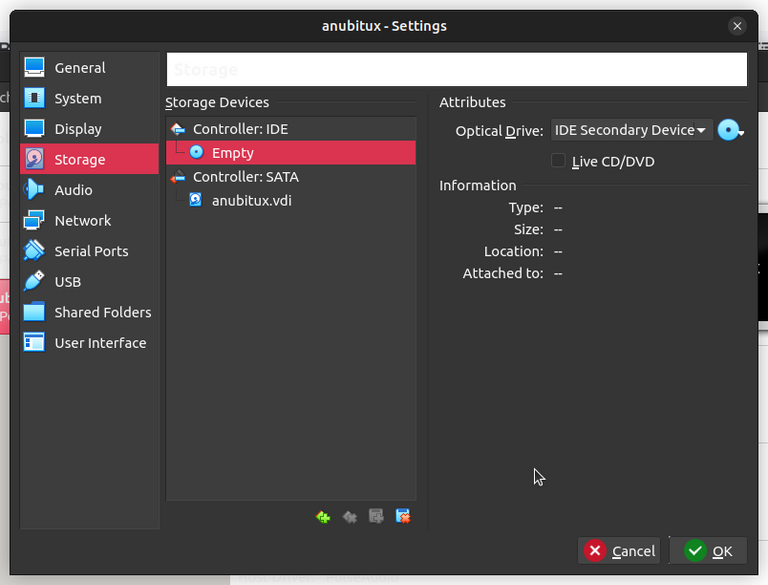 anubitux - Settings
General
System
Display
Storage
Audio
Network
Serial Ports
USB
Shared Folders
User Interface
Storage
Storage Devices
Controller: IDE
Empty
Controller: SATA
anubitux.vdi
Attributes
Optical Drive: IDE Secondary Device
Live CD/DVD
Information
Type: --
Size: --
Location: --
Attached to: --
Cancel
OK